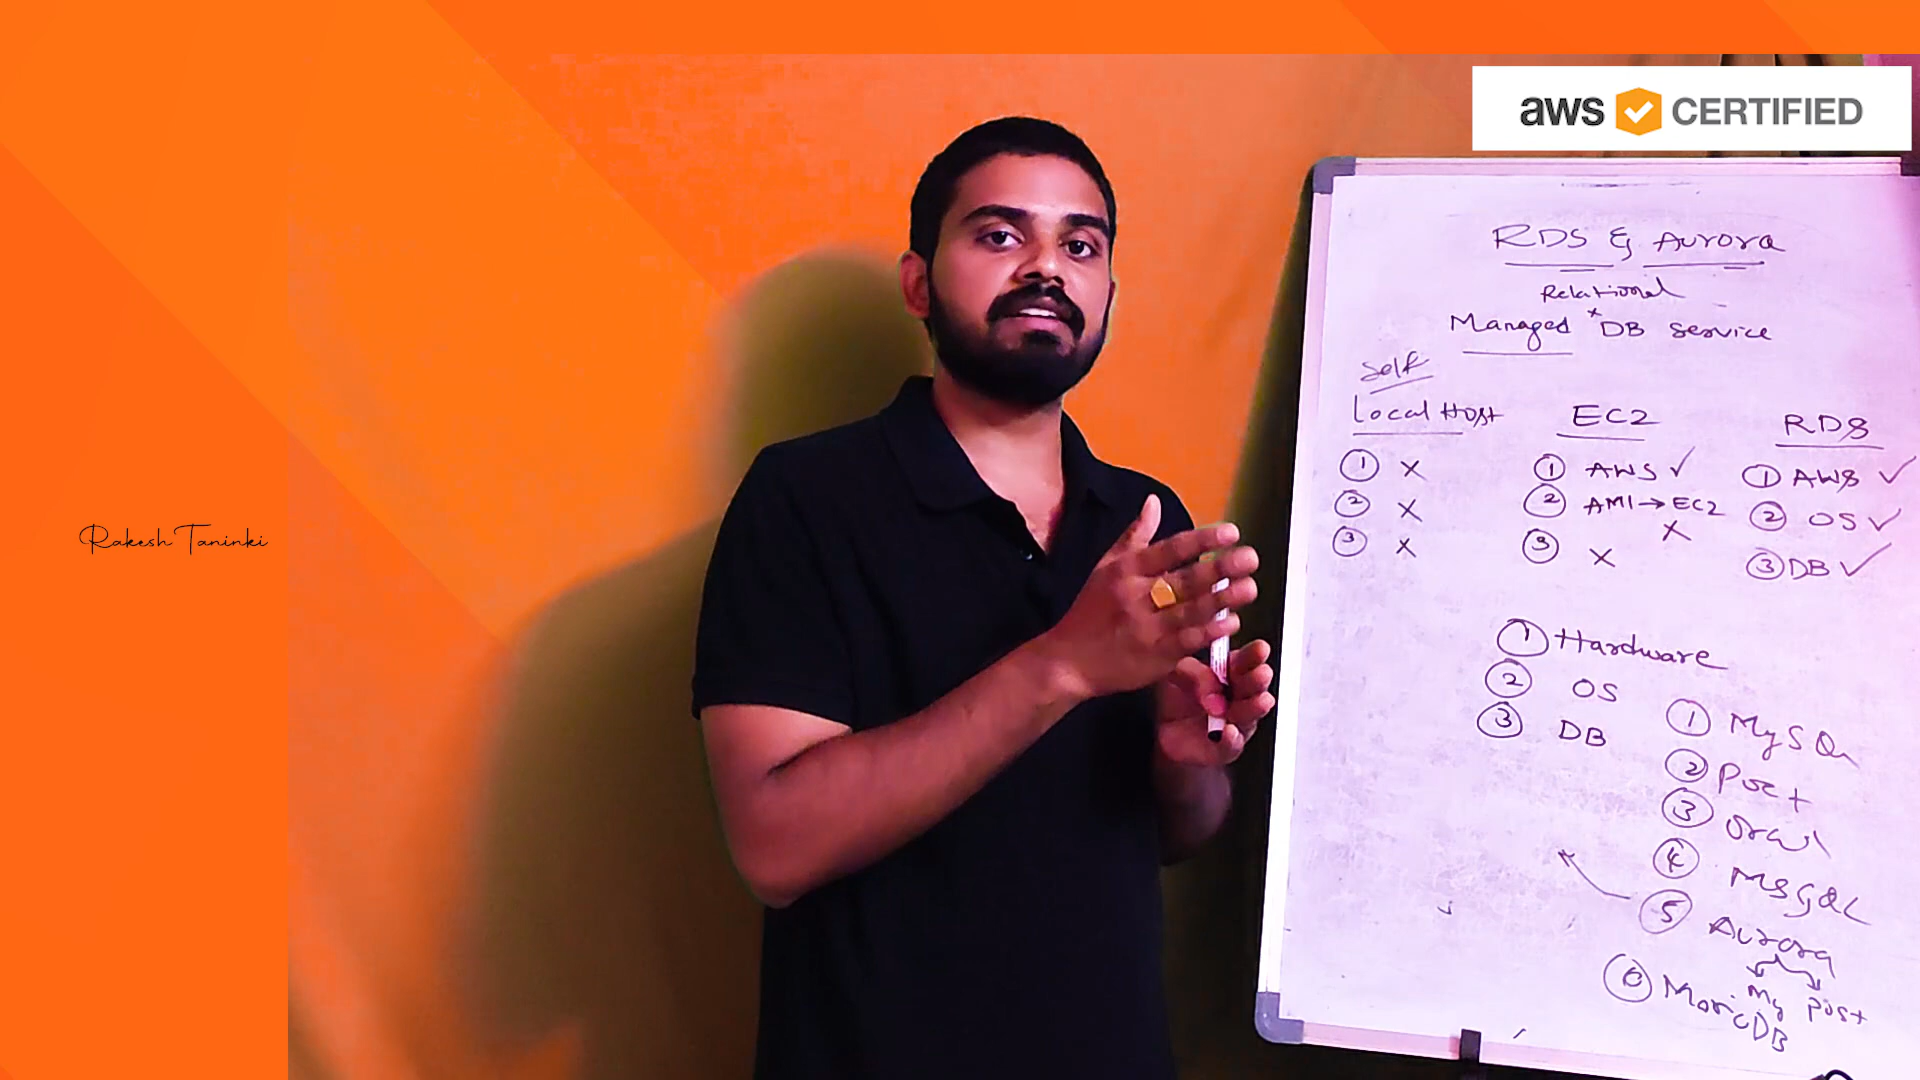 aws CERTIFIED
RDS & Aurora
Relational
Managed DB Service
Self
Local Host
① X
② X
③ X
EC2
① AWS ✓
② AMI → EC2 X
③ X
RDS
① AWS ✓
② OS ✓
③ DB ✓
① Hardware
② OS
③ DB
① MySQL
② Post
③
④ MSSQL
⑤ Aurora
My Post
⑥ DB
Rakesh Taninki